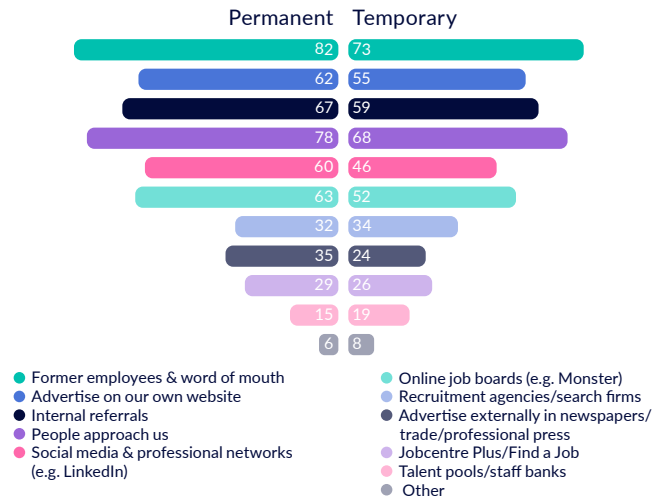 Permanent Temporary
82 73
62 55
67 59
78 68
60 46
63 52
32 34
35 24
29 26
15 19
6 8
Former employees & word of mouth
Advertise on our own website
Internal referrals
People approach us
Social media & professional networks
(e.g. LinkedIn)
Online job boards (e.g. Monster)
Recruitment agencies/search firms
Advertise externally in newspapers/
trade/professional press
Jobcentre Plus/Find a Job
Talent pools/staff banks
Other